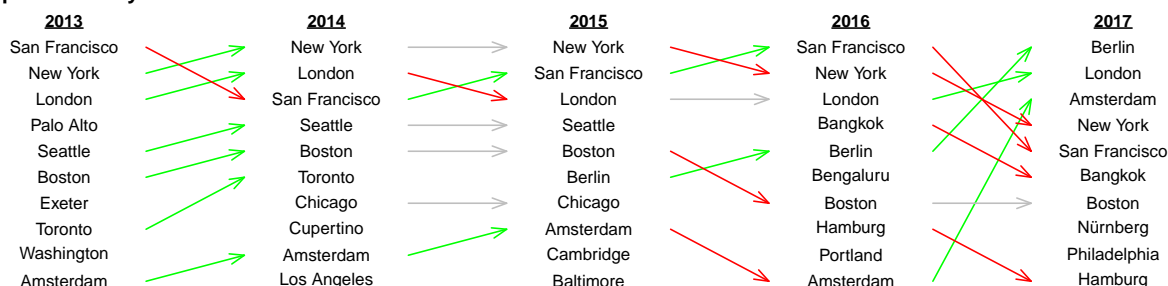 2013 2014 2015 2016 2017
San Francisco New York New York San Francisco Berlin
New York London San Francisco New York London
London San Francisco London London Amsterdam
Palo Alto Seattle Seattle Bangkok New York
Seattle Boston Boston Berlin San Francisco
Boston Toronto Berlin Bengaluru Bangkok
Exeter Chicago Chicago Boston Boston
Toronto Cupertino Amsterdam Hamburg Nürnberg
Washington Amsterdam Cambridge Portland Philadelphia
Amsterdam Los Angeles Baltimore Amsterdam Hamburg